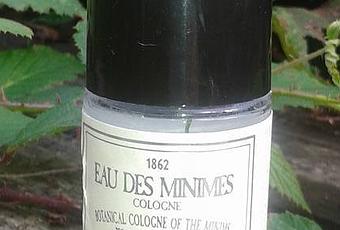 1862
EAU DES MINIMES
COLOGNE
BOTANICAL COLOGNE OF THE MINIM